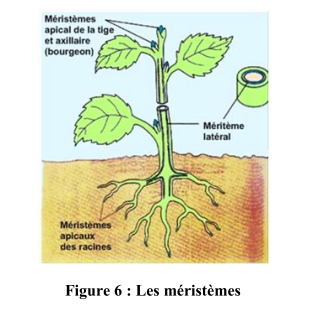 Méristèmes
apical de la tige
et axillaire
(bourgeon)
Méritème
latéral
Méristèmes
apicaux
des racines
Figure 6 : Les méristèmes